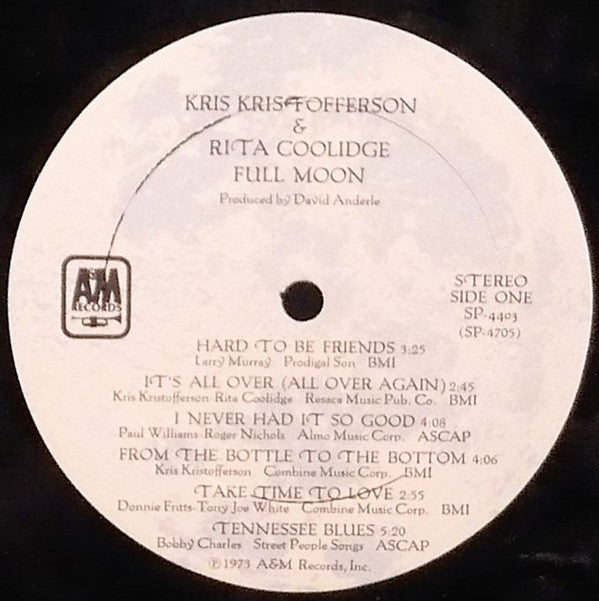 KRIS KRISTOFFERSON
&
RITA COOLIDGE
FULL MOON
Produced by David Anderle
A&M
RECORDS
STEREO
SIDE ONE
SP-4403
(SP-4705)
HARD TO BE FRIENDS 3:25
Larry Murray Prodigal Son BMI
IT'S ALL OVER (ALL OVER AGAIN) 2:45
Kris Kristofferson-Rita Coolidge Resaca Music Pub. Co. BMI
I NEVER HAD IT SO GOOD 4:08
Paul Williams-Roger Nichols Almo Music Corp. ASCAP
FROM THE BOTTLE TO THE BOTTOM 4:06
Kris Kristofferson Combine Music Corp. BMI
TAKE TIME TO LOVE 2:55
Donnie Fritts-Tony Joe White Combine Music Corp. BMI
TENNESSEE BLUES 5:20
Bobby Charles Street People Songs ASCAP
℗ 1973 A&M Records, Inc.